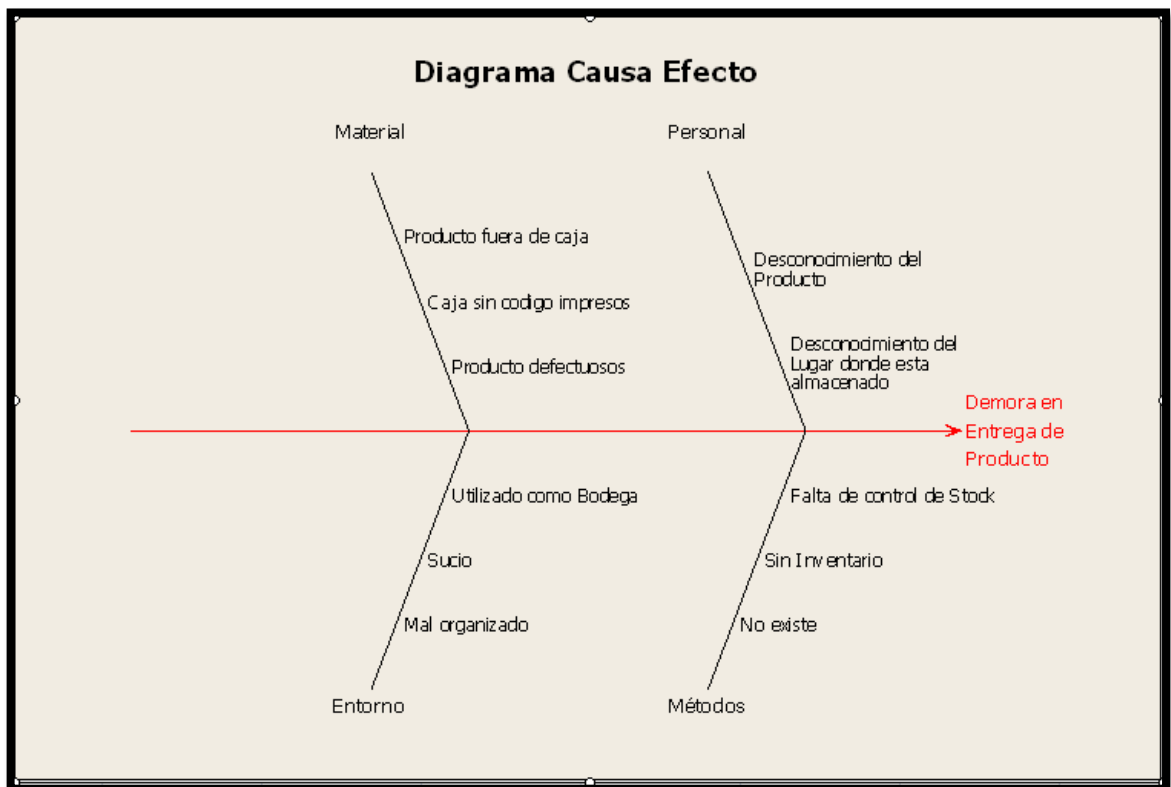 Diagrama Causa Efecto
Material
Personal
Producto fuera de caja
Caja sin codigo impresos
Producto defectuosos
Desconocimiento del
Producto
Desconocimiento del
Lugar donde esta
almacenado
Demora en
Entrega de
Producto
Utilizado como Bodega
Sucio
Mal organizado
Falta de control de Stock
Sin Inventario
No existe
Entorno
Métodos